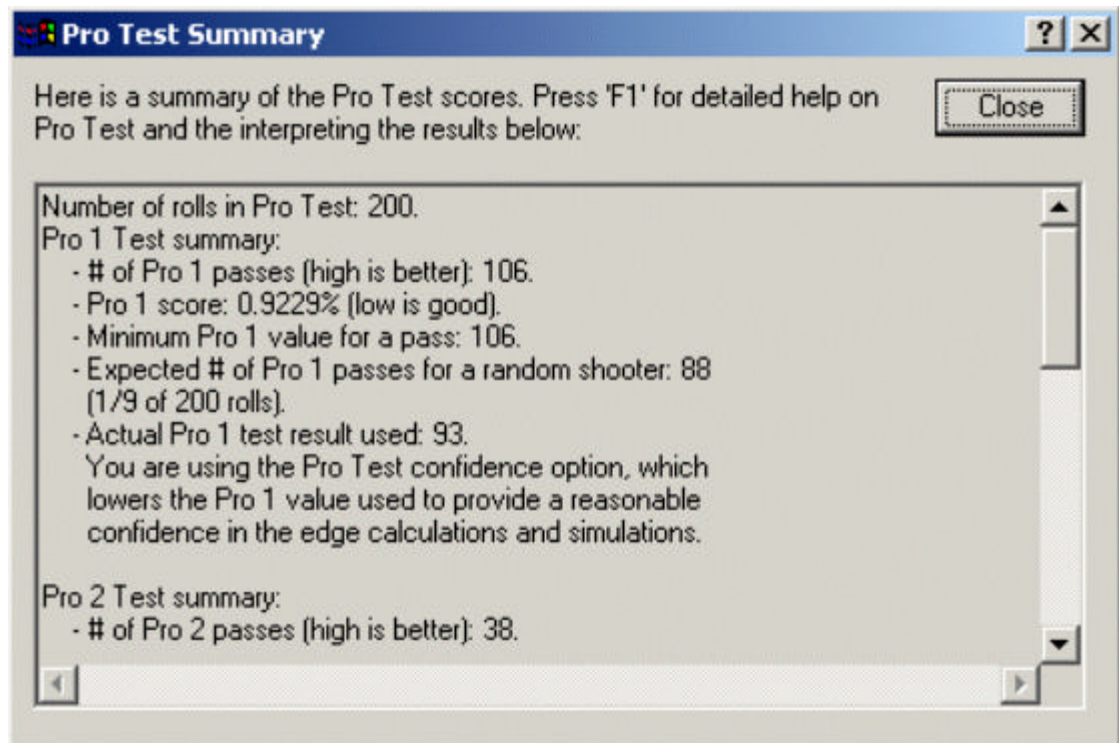 Pro Test Summary
Here is a summary of the Pro Test scores. Press 'F1' for detailed help on
Pro Test and the interpreting the results below:
Close
Number of rolls in Pro Test: 200.
Pro 1 Test summary:
- # of Pro 1 passes (high is better): 106.
- Pro 1 score: 0.9229% (low is good).
- Minimum Pro 1 value for a pass: 106.
- Expected # of Pro 1 passes for a random shooter: 88
(1/9 of 200 rolls).
- Actual Pro 1 test result used: 93.
You are using the Pro Test confidence option, which
lowers the Pro 1 value used to provide a reasonable
confidence in the edge calculations and simulations.
Pro 2 Test summary:
- # of Pro 2 passes (high is better): 38.